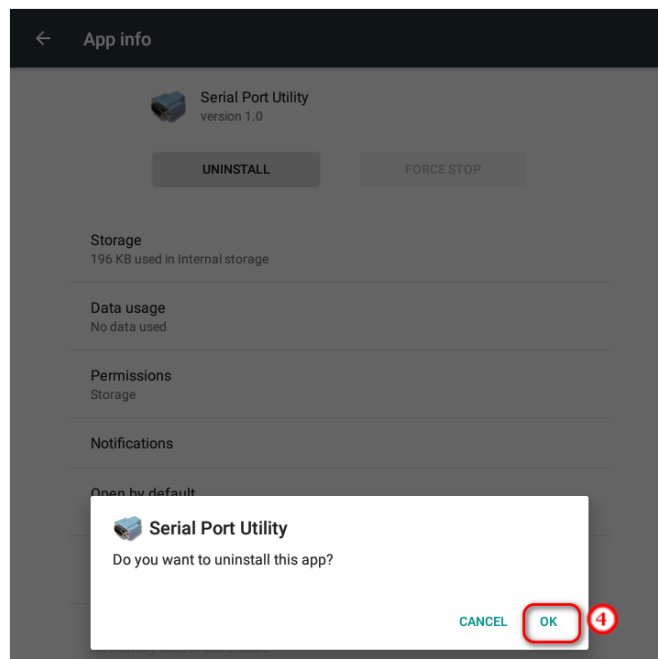 App info
Serial Port Utility
version 1.0
UNINSTALL
FORCE STOP
Storage
196 KB used in Internal storage
Data usage
No data used
Permissions
Storage
Notifications
Open by default
Serial Port Utility
Do you want to uninstall this app?
CANCEL
OK
4